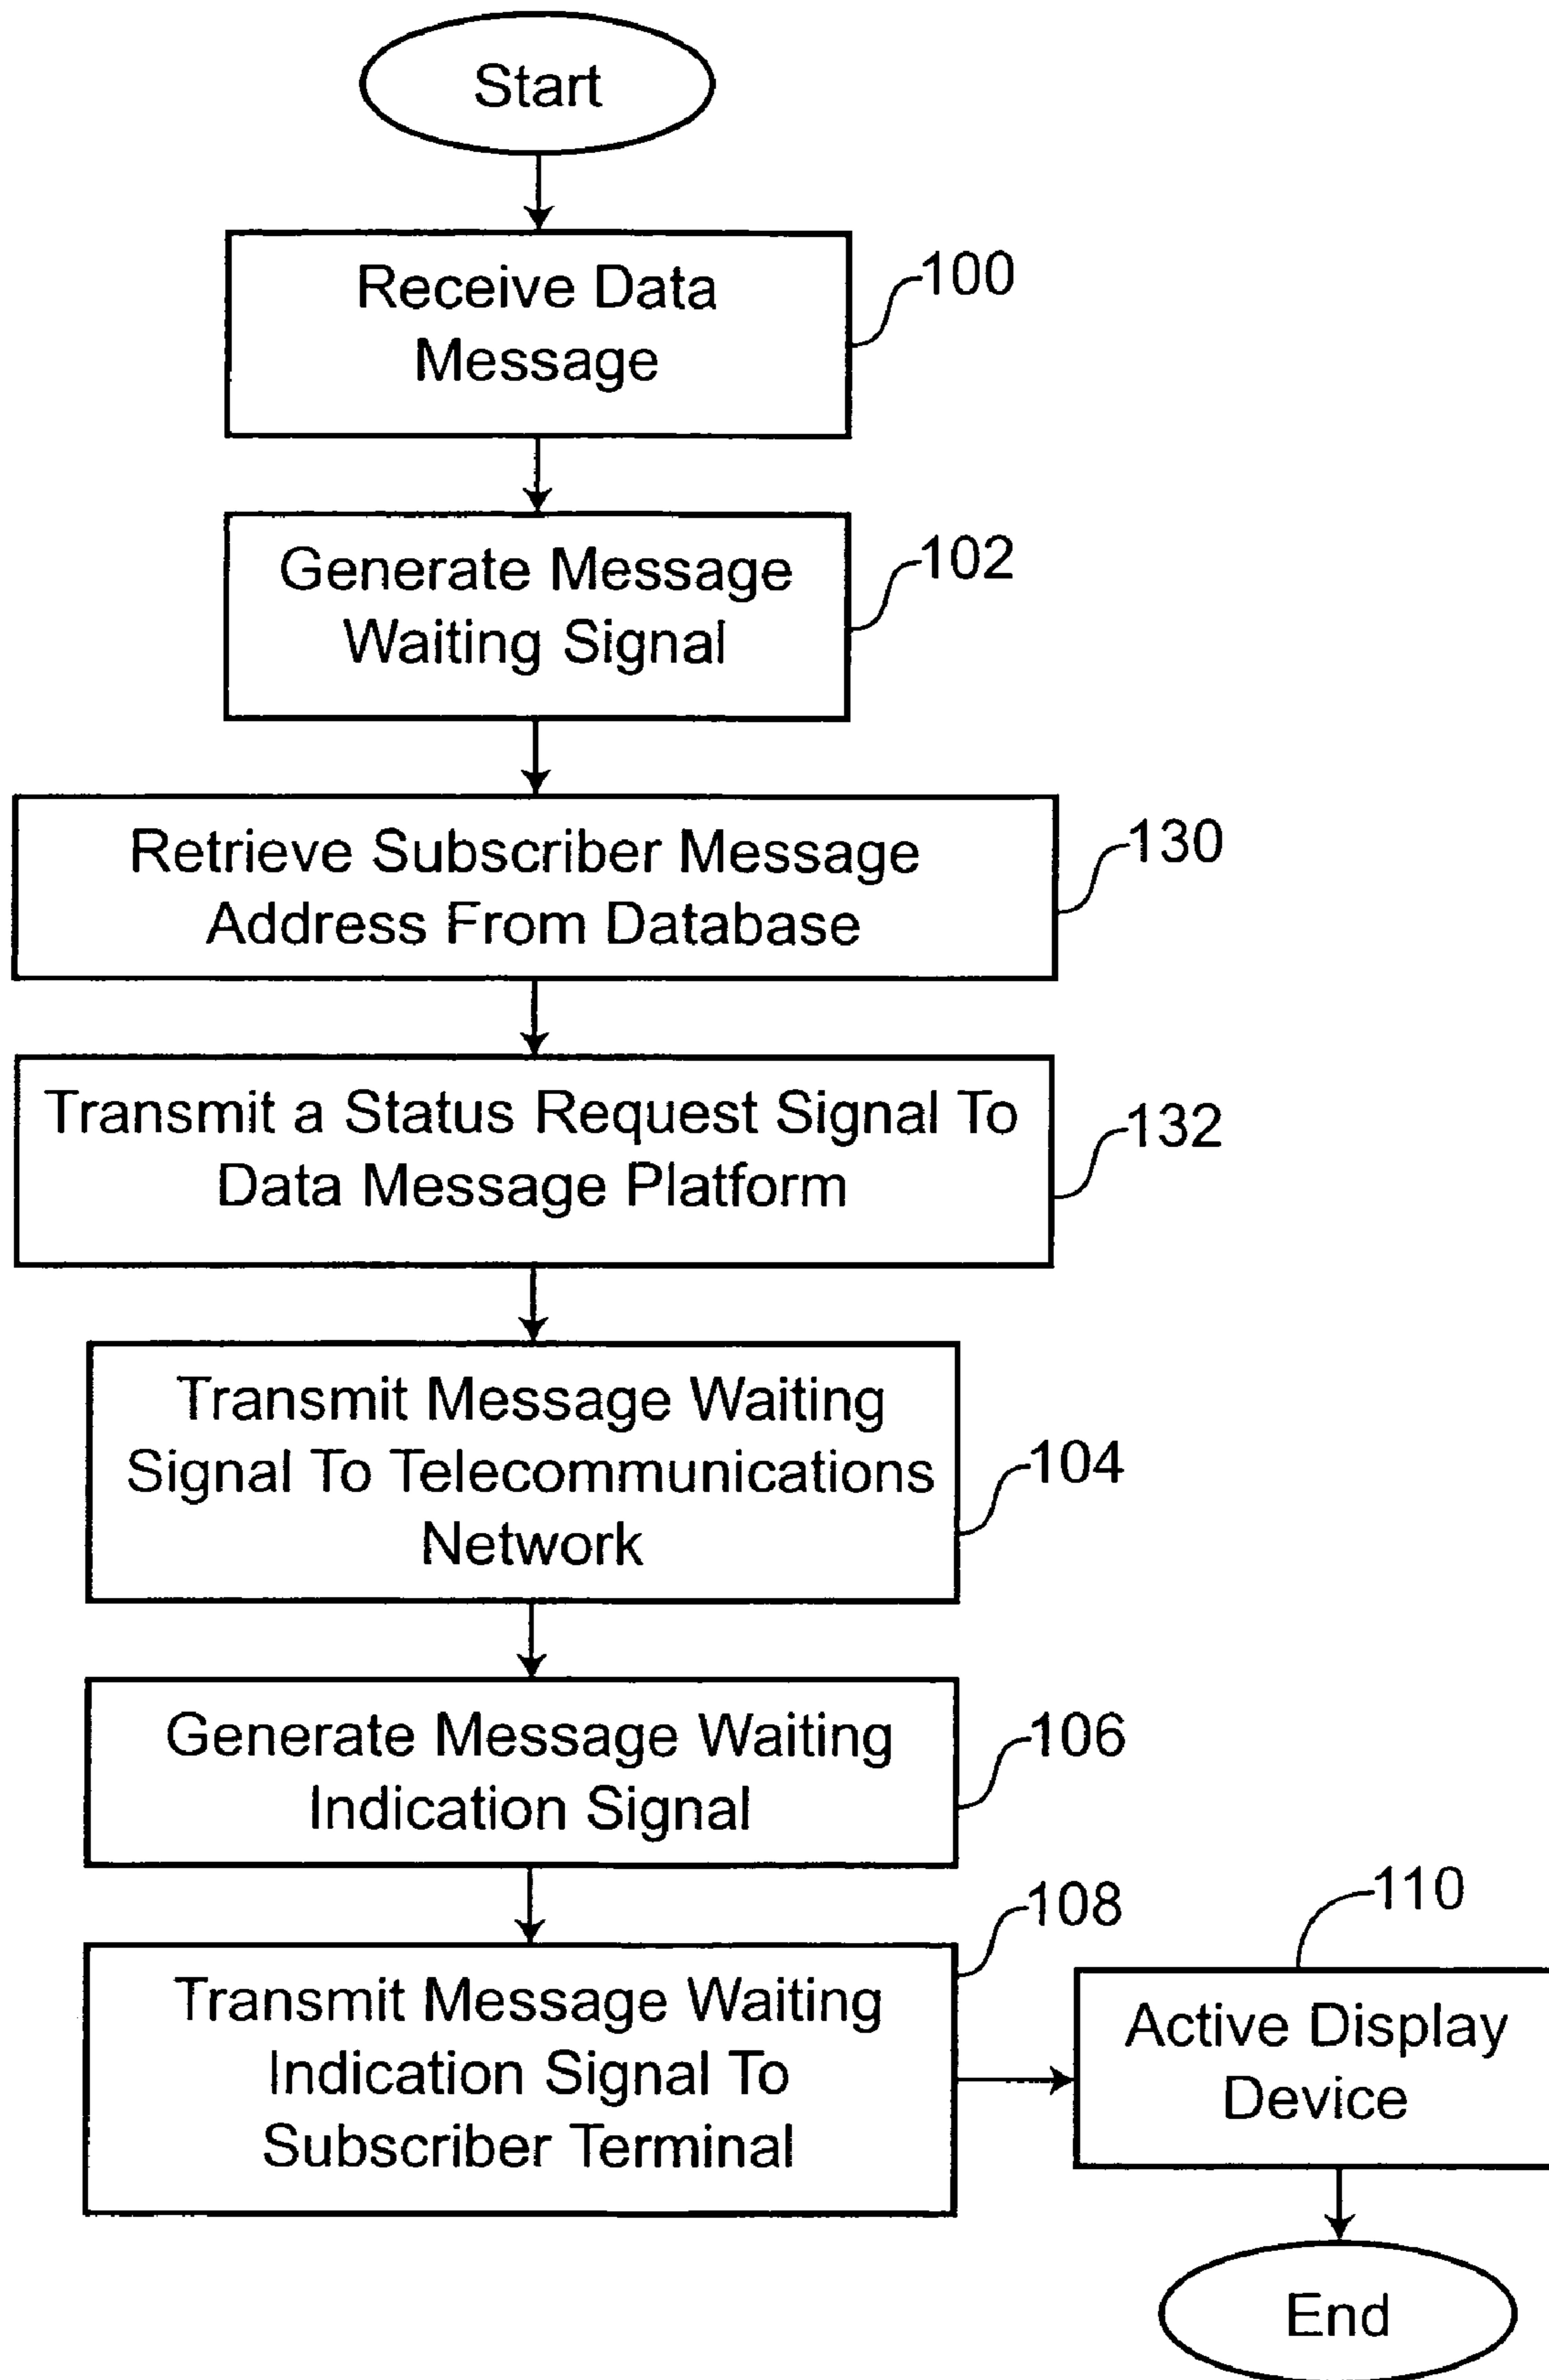 Start
Receive Data
Message
100
Generate Message
Waiting Signal
102
Retrieve Subscriber Message
Address From Database
130
Transmit a Status Request Signal To
Data Message Platform
132
Transmit Message Waiting
Signal To Telecommunications
Network
104
Generate Message Waiting
Indication Signal
106
Transmit Message Waiting
Indication Signal To
Subscriber Terminal
108
Active Display
Device
110
End